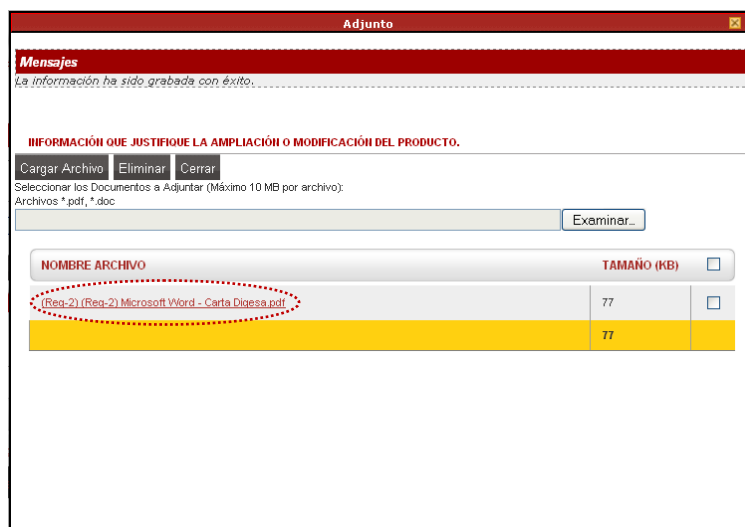 Adjunto
Mensajes
La información ha sido grabada con éxito.
INFORMACIÓN QUE JUSTIFIQUE LA AMPLIACIÓN O MODIFICACIÓN DEL PRODUCTO.
Cargar Archivo Eliminar Cerrar
Seleccionar los Documentos a Adjuntar (Máximo 10 MB por archivo):
Archivos *.pdf, *.doc
Examinar...
NOMBRE ARCHIVO TAMAÑO (KB)
(Req-2) (Req-2) Microsoft Word - Carta Digesa.pdf 77
77